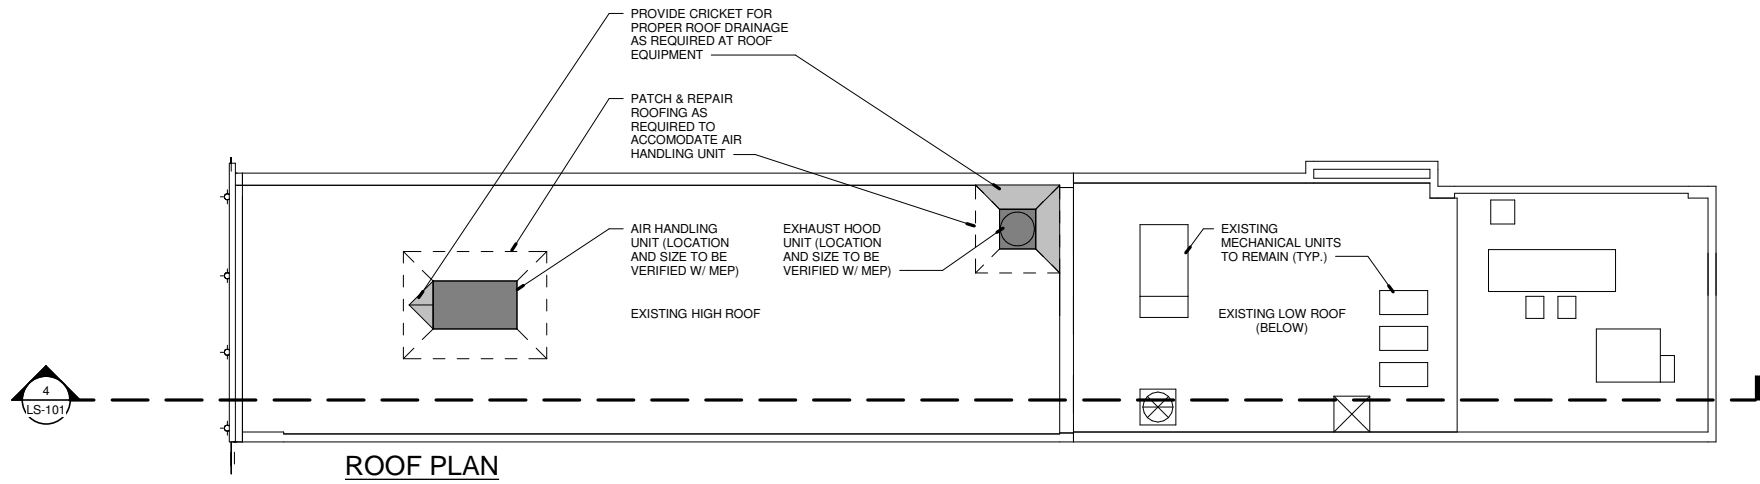 PROVIDE CRICKET FOR
PROPER ROOF DRAINAGE
AS REQUIRED AT ROOF
EQUIPMENT
PATCH & REPAIR
ROOFING AS
REQUIRED TO
ACCOMODATE AIR
HANDLING UNIT
AIR HANDLING
UNIT (LOCATION
AND SIZE TO BE
VERIFIED W/ MEP)
EXHAUST HOOD
UNIT (LOCATION
AND SIZE TO BE
VERIFIED W/ MEP)
EXISTING
MECHANICAL UNITS
TO REMAIN (TYP.)
EXISTING HIGH ROOF
EXISTING LOW ROOF
(BELOW)
4
LS-101
ROOF PLAN